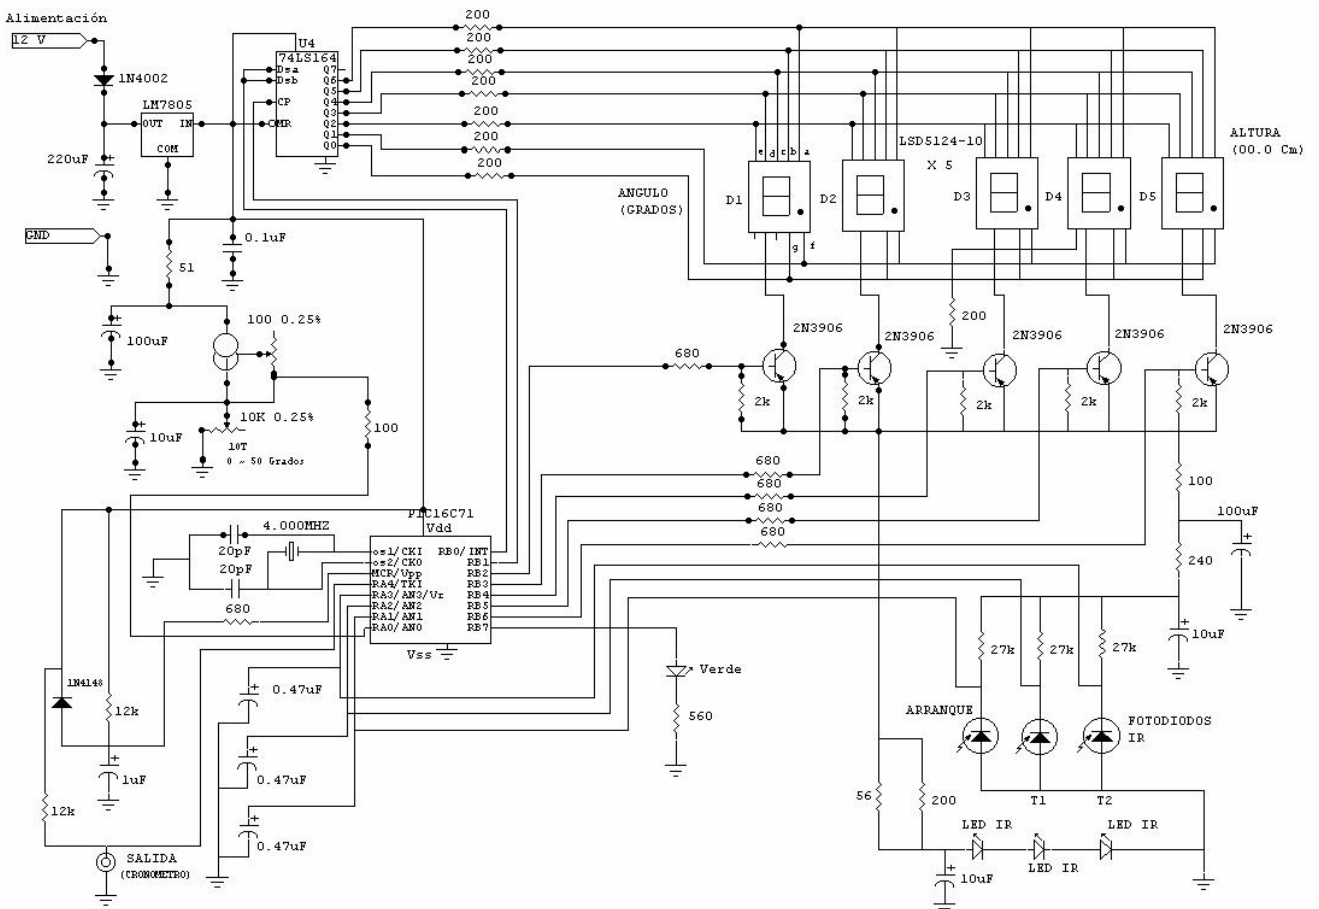 Alimentación
12 V
1N4002
LM7805
OUT IN
COM
220uF
GND
U4
74LS164
Dsa
Dsb
CP
MR
Q7
Q6
Q5
Q4
Q3
Q2
Q1
Q0
200
200
200
200
200
200
200
LSD5124-10
X 5
ALTURA
(00.0 Cm)
ANGULO
(GRADOS)
e d c b a
g f
D1
D2
D3
D4
D5
0.1uF
51
100uF
100 0.25%
10K 0.25%
10T
0 ~ 50 Grados
10uF
100
200
2N3906
2N3906
2N3906
2N3906
2N3906
680
2k
2k
2k
2k
2k
680
680
680
680
100
100uF
240
10uF
PIC16C71
Vdd
os1/CKI
os2/CKO
MCR/Vpp
RA4/TKI
RA3/AN3/Vr
RA2/AN2
RA1/AN1
RA0/AN0
RB0/INT
RB1
RB2
RB3
RB4
RB5
RB6
RB7
Vss
4.000MHZ
20pF
20pF
680
1N4148
12k
1uF
12k
SALIDA
(CRONOMETRO)
0.47uF
0.47uF
0.47uF
Verde
560
27k
27k
27k
ARRANQUE
FOTODIODOS
IR
T1
T2
56
200
LED IR
LED IR
LED IR
10uF